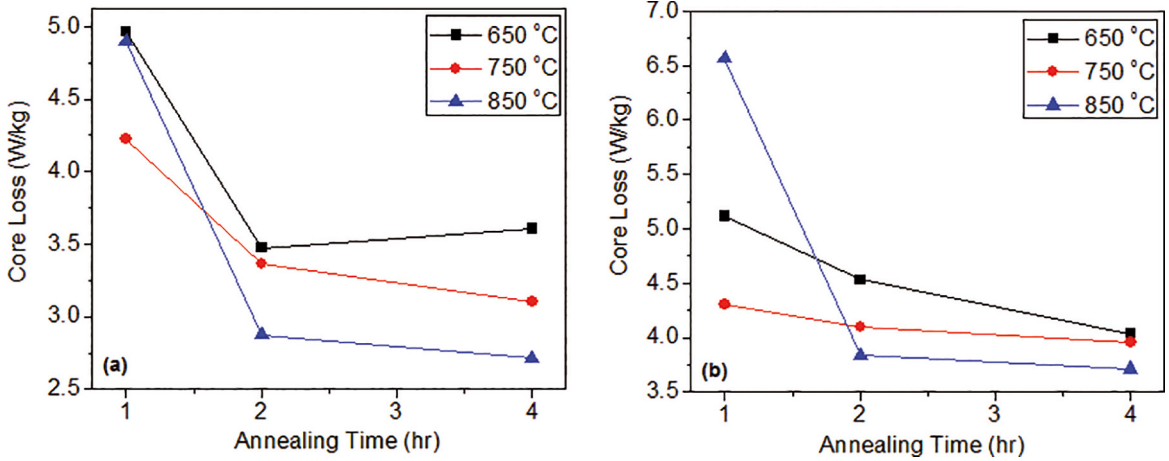 5.0
4.5
4.0
3.5
3.0
2.5
Core Loss (W/kg)
650 °C
750 °C
850 °C
(a)
1 2 3 4
Annealing Time (hr)
7.0
6.5
6.0
5.5
5.0
4.5
4.0
3.5
Core Loss (W/kg)
650 °C
750 °C
850 °C
(b)
1 2 3 4
Annealing Time (hr)